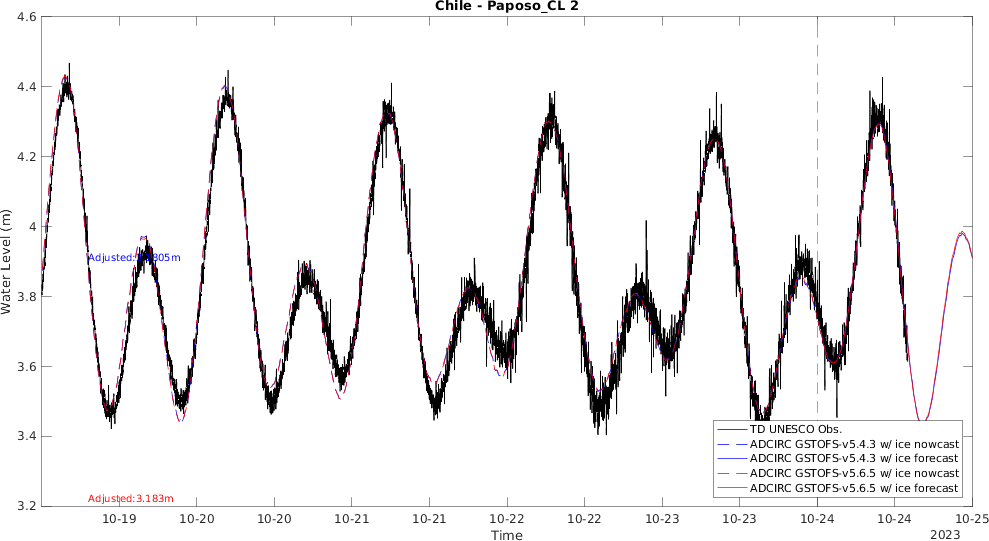 Chile - Paposo_CL 2
4.6
4.4
4.2
4
3.8
3.6
3.4
3.2
Water Level (m)
Adjusted:
805m
Adjusted:3.183m
TD UNESCO Obs.
ADCIRC GSTOFS-v5.4.3 w/ ice nowcast
ADCIRC GSTOFS-v5.4.3 w/ ice forecast
ADCIRC GSTOFS-v5.6.5 w/ ice nowcast
ADCIRC GSTOFS-v5.6.5 w/ ice forecast
10-19 10-20 10-20 10-21 10-21 10-22 10-22 10-23 10-23 10-24 10-24 10-25
Time
2023